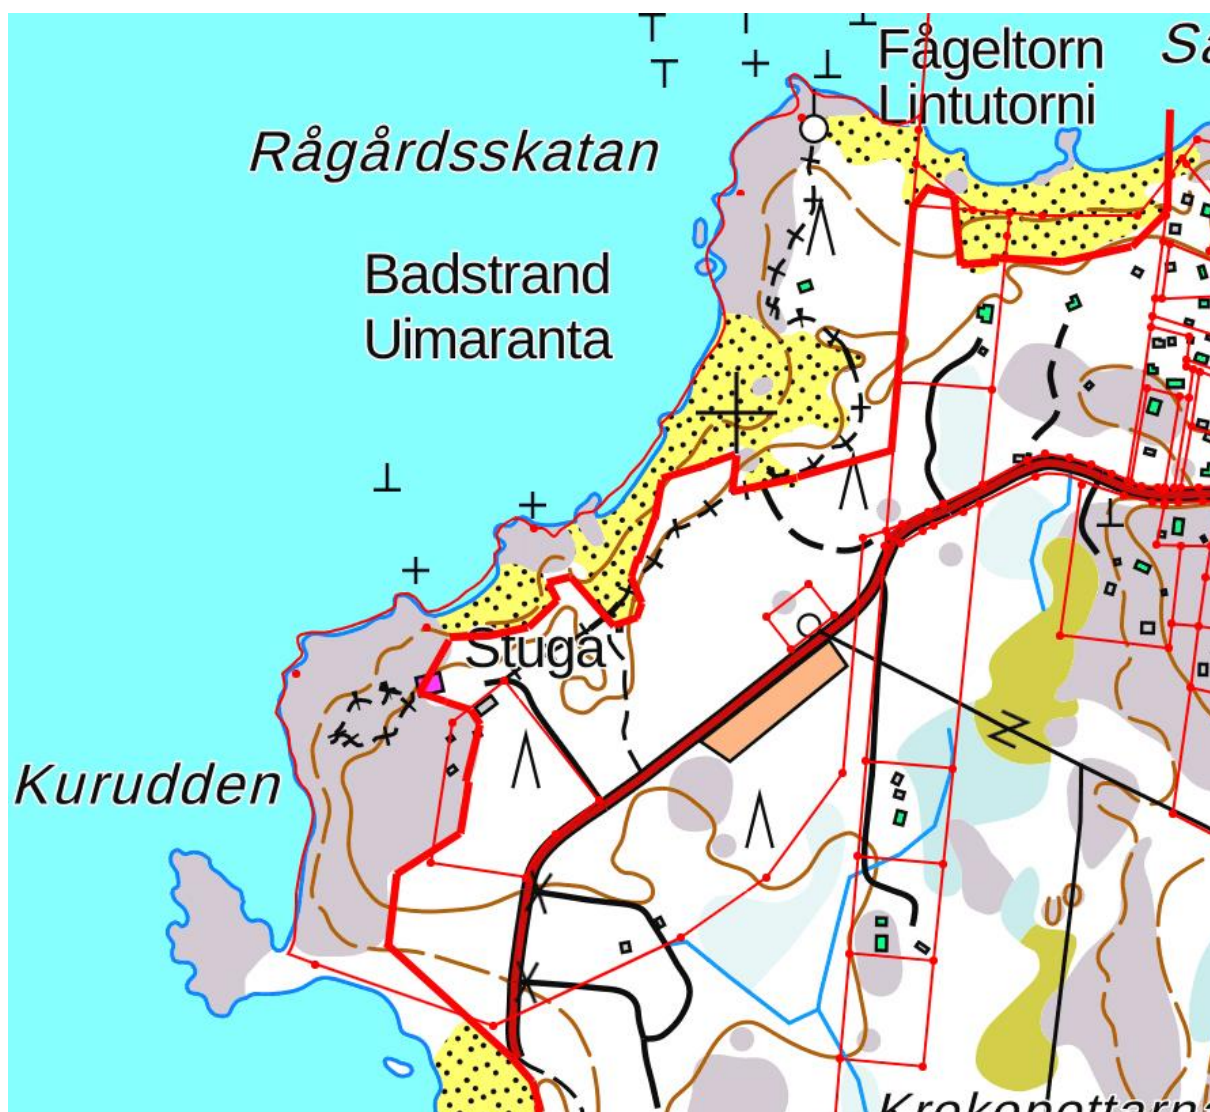 Fågeltorn
Lintutorni
Rågårdsskatan
Badstrand
Uimaranta
Stuga
Kurudden